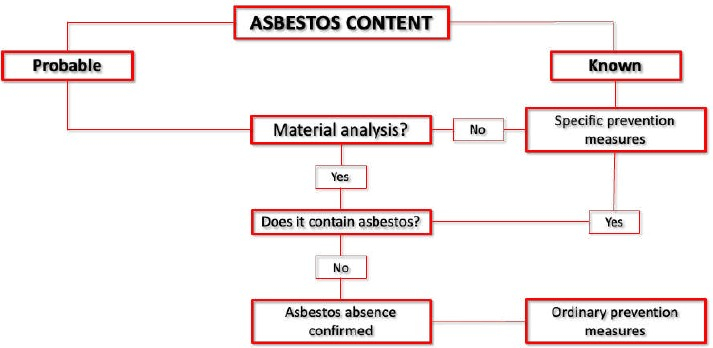 ASBESTOS CONTENT
Probable
Known
Material analysis?
No
Specific prevention
measures
Yes
Does it contain asbestos?
Yes
No
Asbestos absence
confirmed
Ordinary prevention
measures